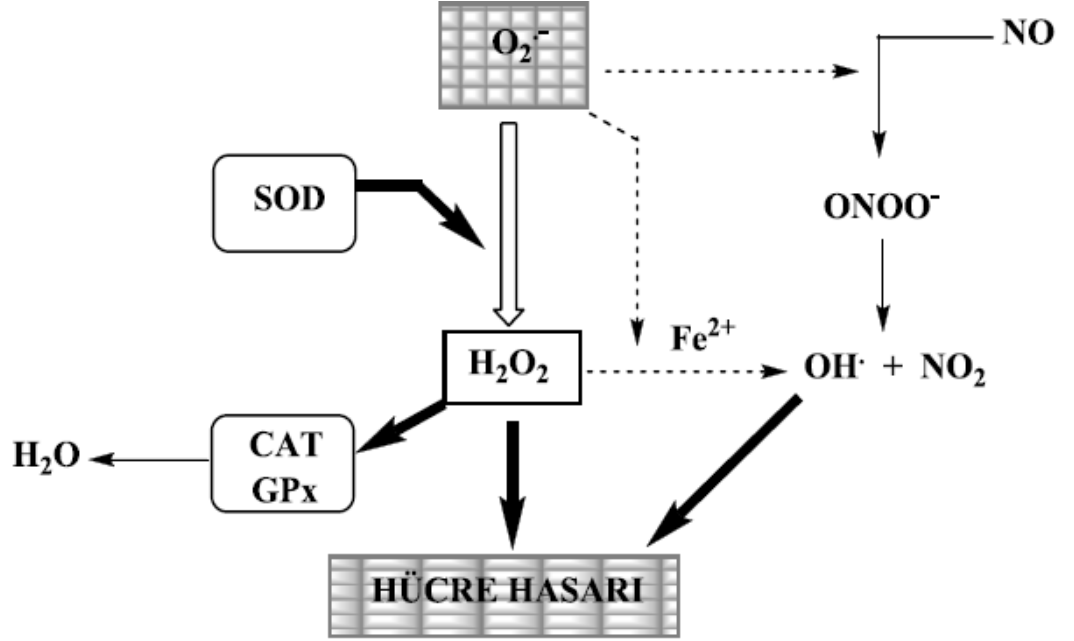 O₂·⁻
NO
SOD
ONOO⁻
Fe²⁺
H₂O₂
OH· + NO₂
CAT
GPx
H₂O
HÜCRE HASARI